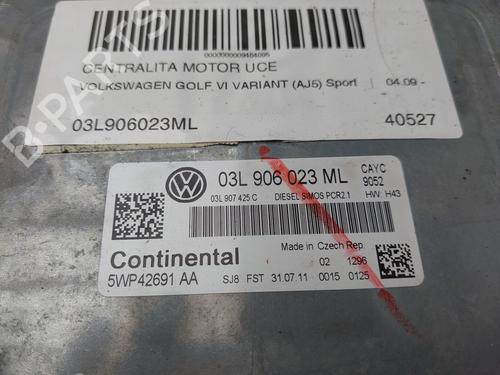 0000000009484095
CENTRALITA MOTOR UCE
VOLKSWAGEN GOLF VI VARIANT (AJ5) Sport 04.09 -
03L906023ML 40527
B-PARTS
03L 906 023 ML CAYC
9052
03L 907 425 C DIESEL SIMOS PCR2.1 HW: H43
Made in Czech Rep.
Continental 02 1296
5WP42691 AA SJ8 FST 31.07.11 0015 0125